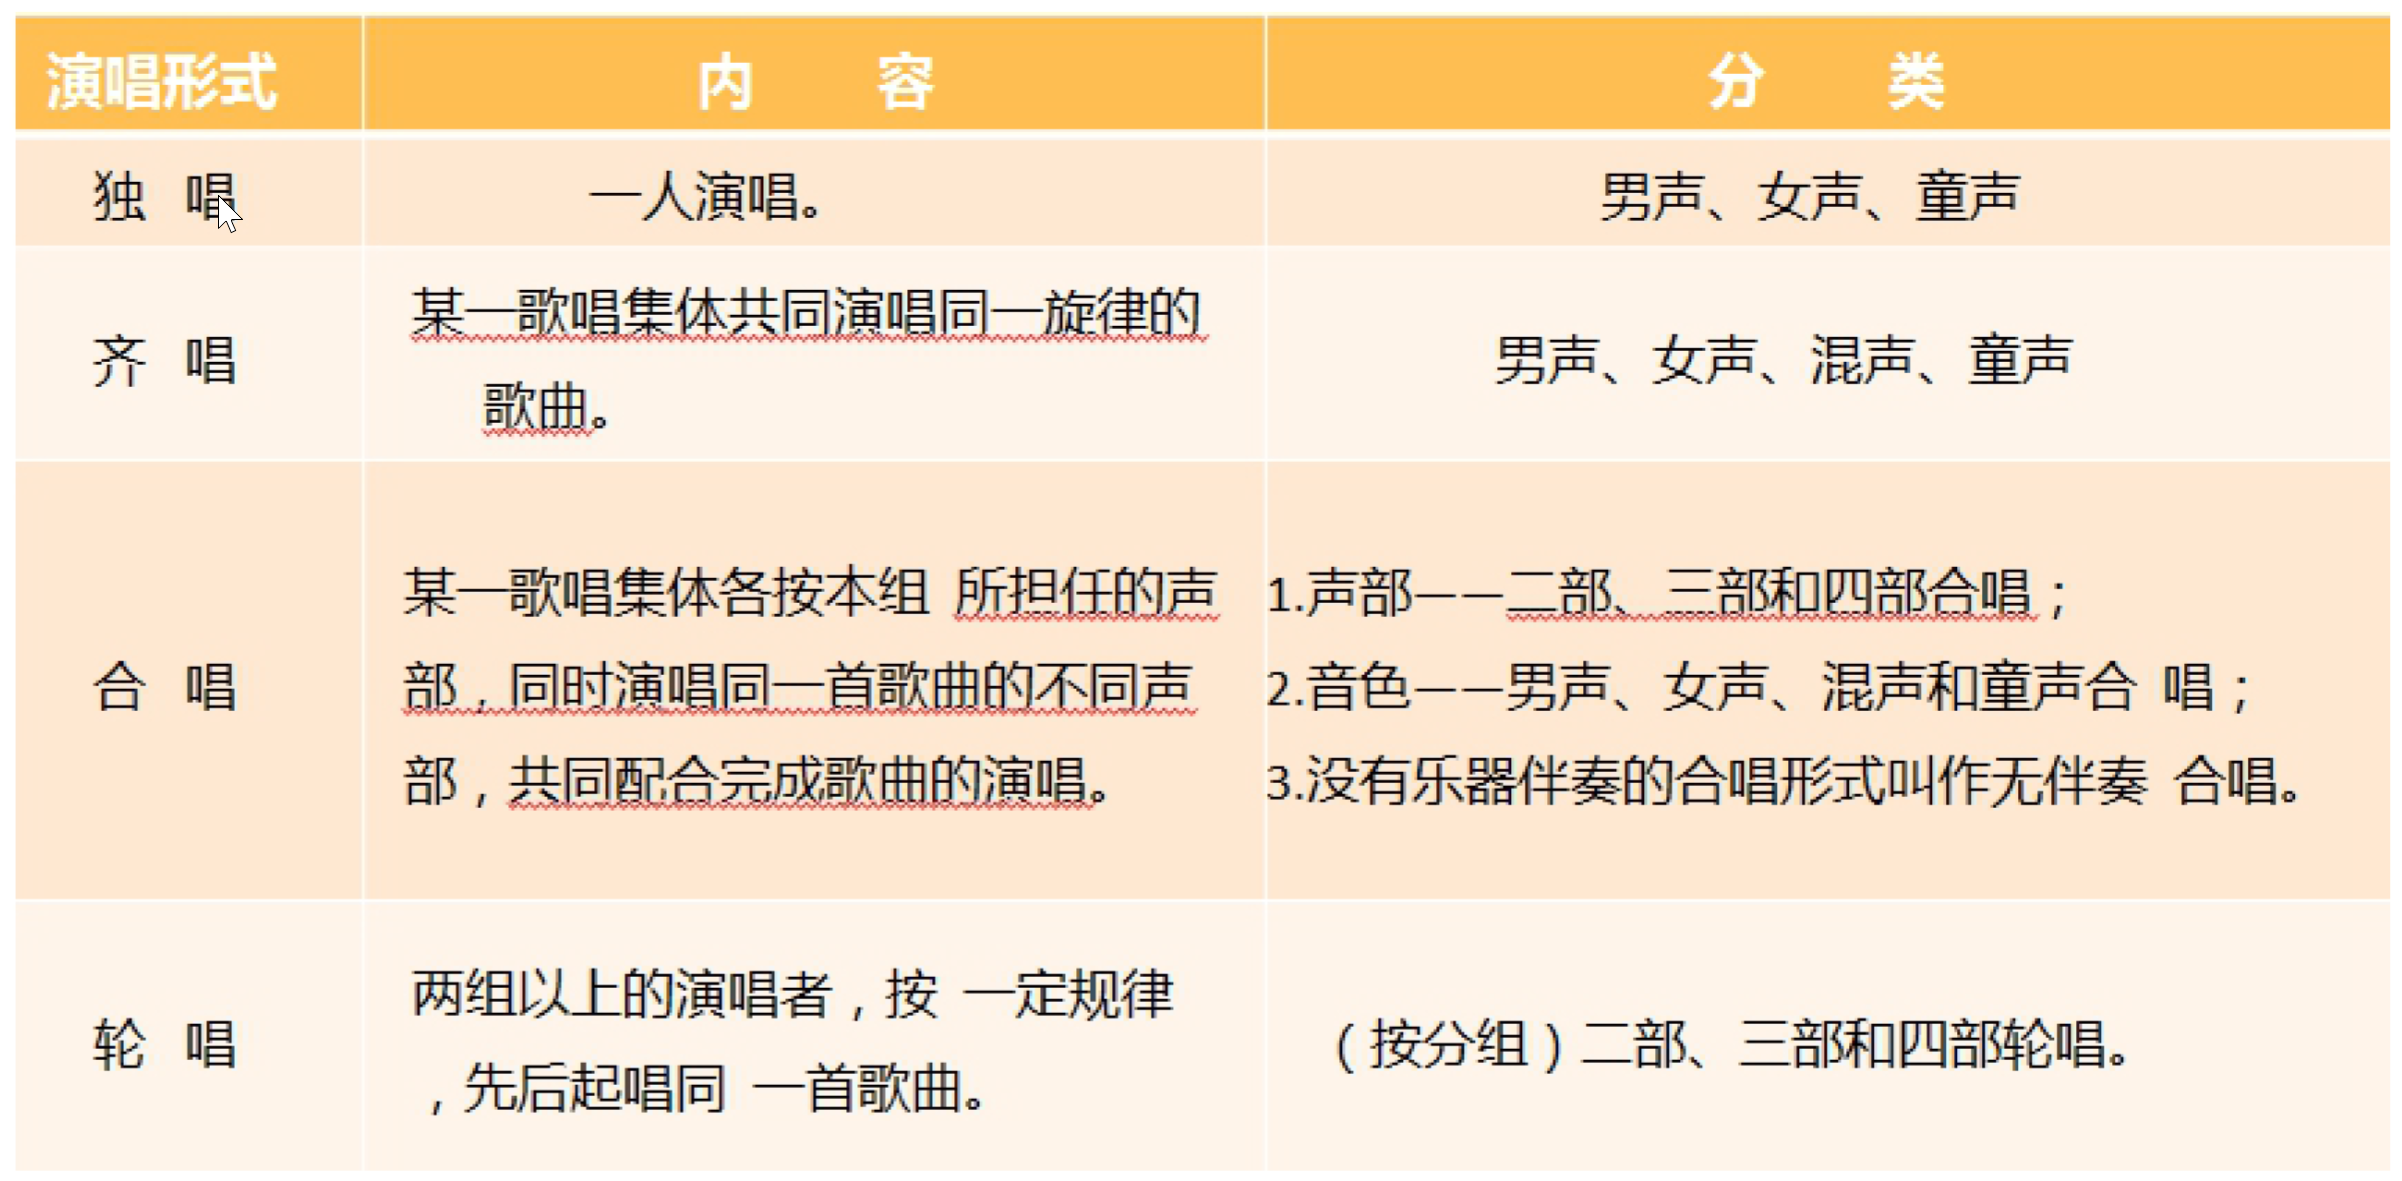 演唱形式 内 容 分 类
独 唱 一人演唱。 男声、女声、童声
齐 唱 某一歌唱集体共同演唱同一旋律的
歌曲。 男声、女声、混声、童声
合 唱 某一歌唱集体各按本组 所担任的声
部，同时演唱同一首歌曲的不同声
部，共同配合完成歌曲的演唱。
1.声部——二部、三部和四部合唱；
2.音色——男声、女声、混声和童声合 唱；
3.没有乐器伴奏的合唱形式叫作无伴奏 合唱。
轮 唱 两组以上的演唱者，按 一定规律
，先后起唱同 一首歌曲。
（按分组）二部、三部和四部轮唱。